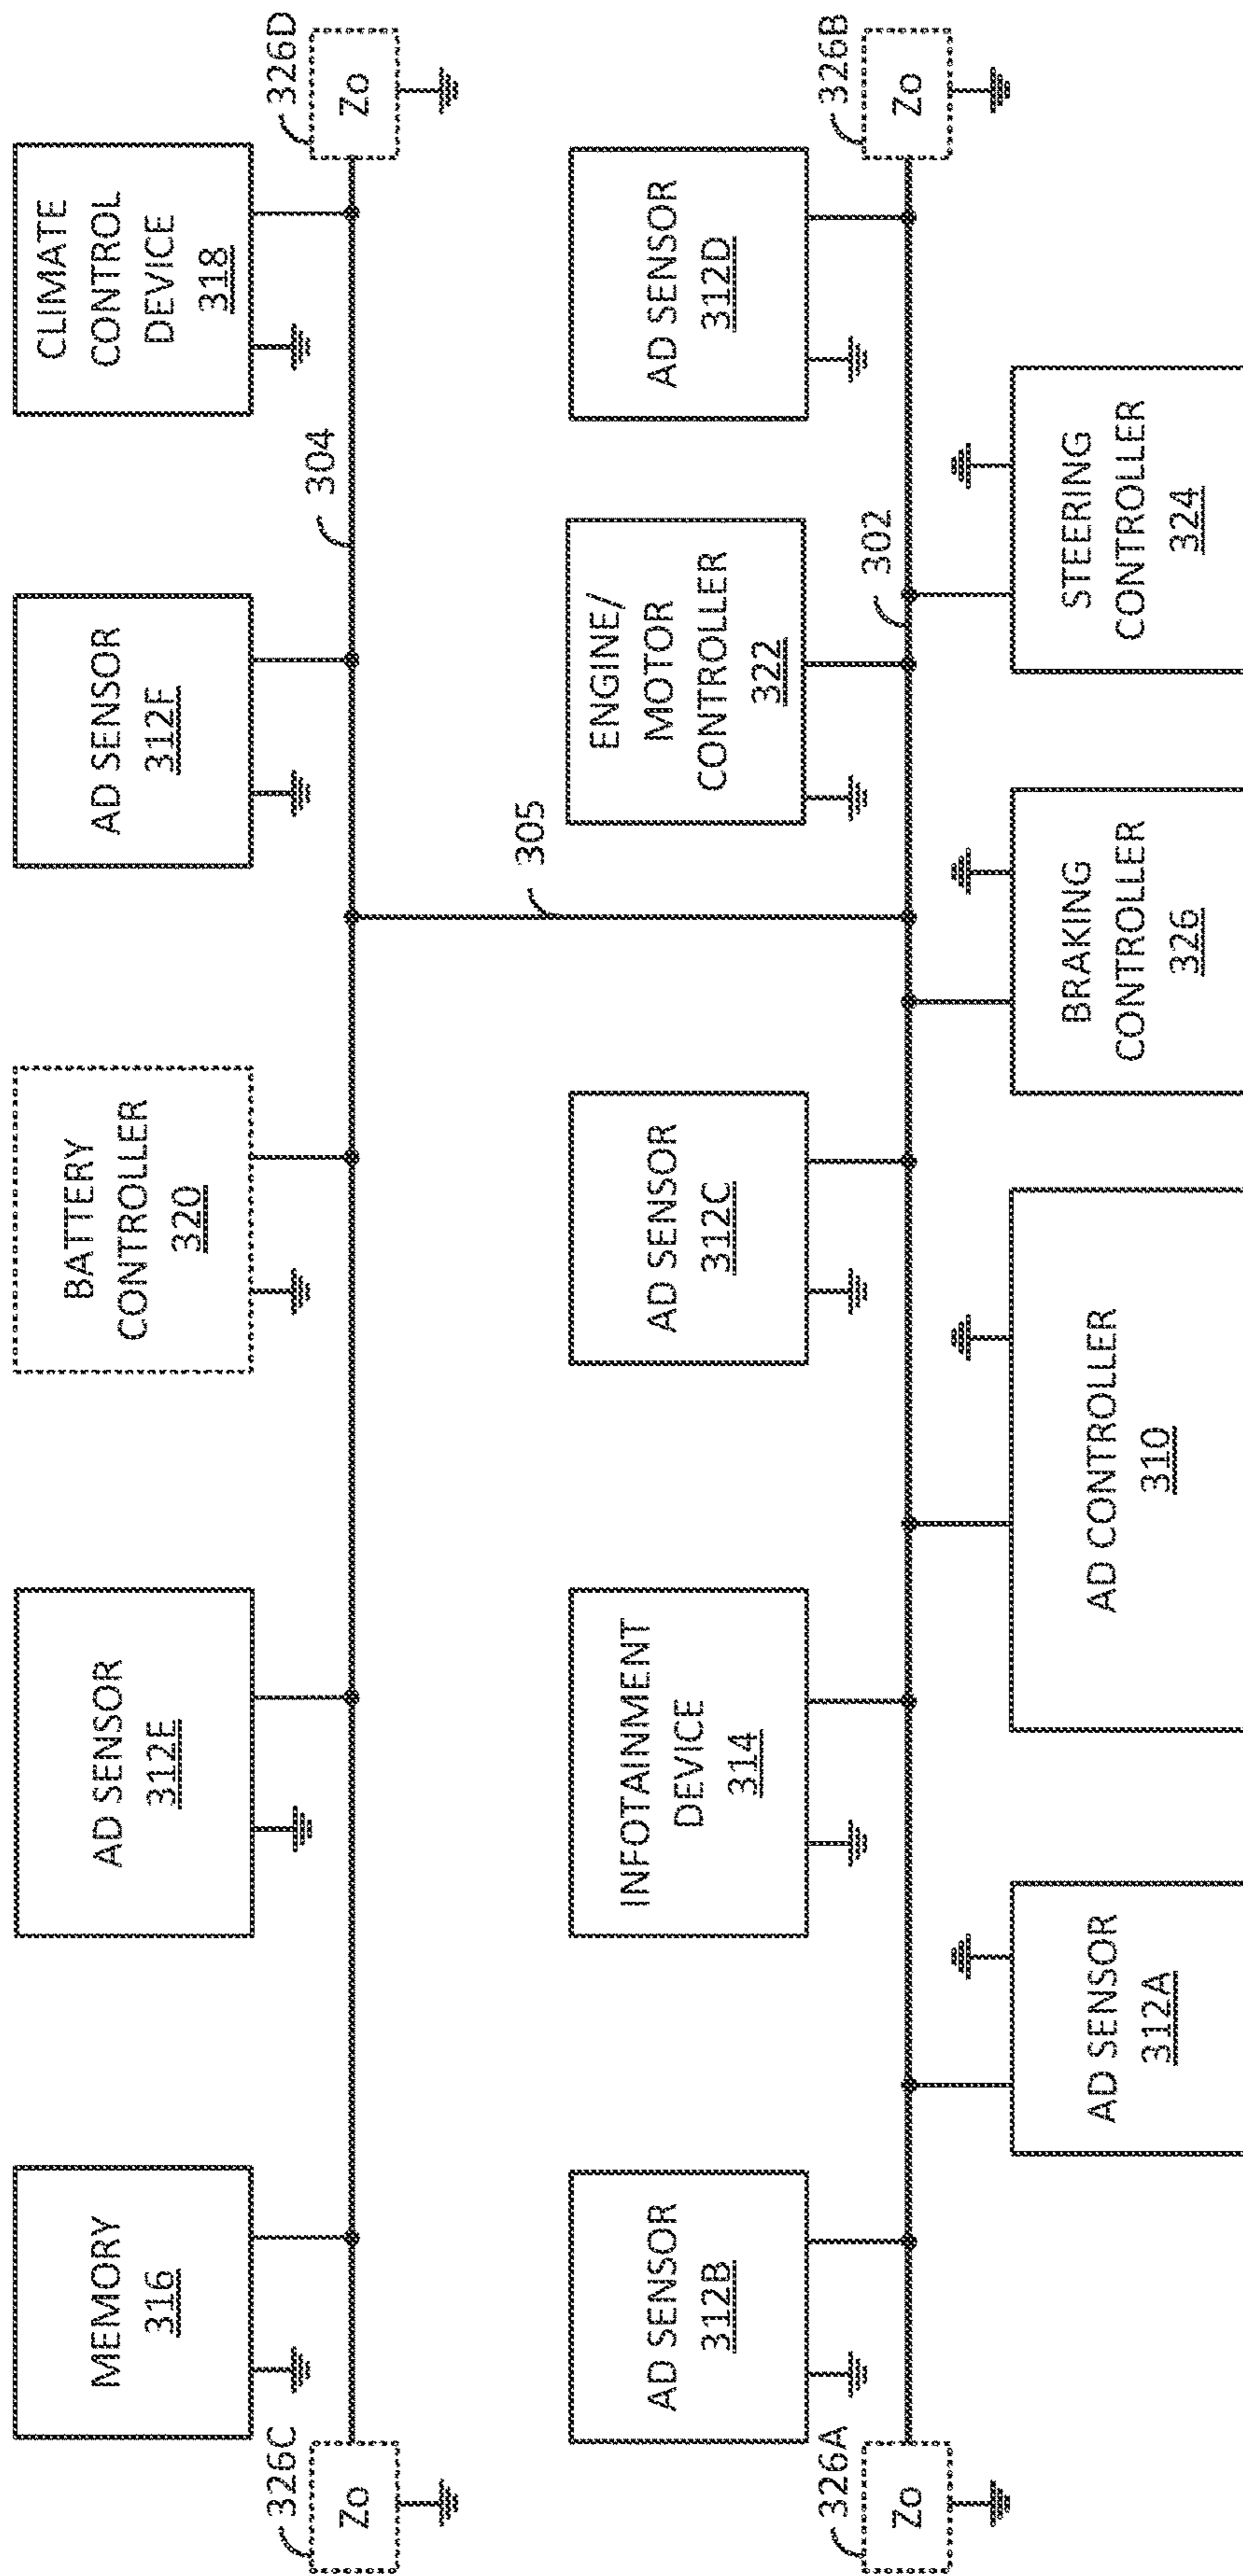 MEMORY
316
AD SENSOR
312E
BATTERY
CONTROLLER
320
AD SENSOR
312F
CLIMATE
CONTROL
DEVICE
318
326C
Zo
304
326D
Zo
305
AD SENSOR
312B
INFOTAINMENT
DEVICE
314
AD SENSOR
312C
ENGINE/
MOTOR
CONTROLLER
322
AD SENSOR
312D
326A
Zo
302
326B
Zo
AD SENSOR
312A
AD CONTROLLER
310
BRAKING
CONTROLLER
326
STEERING
CONTROLLER
324